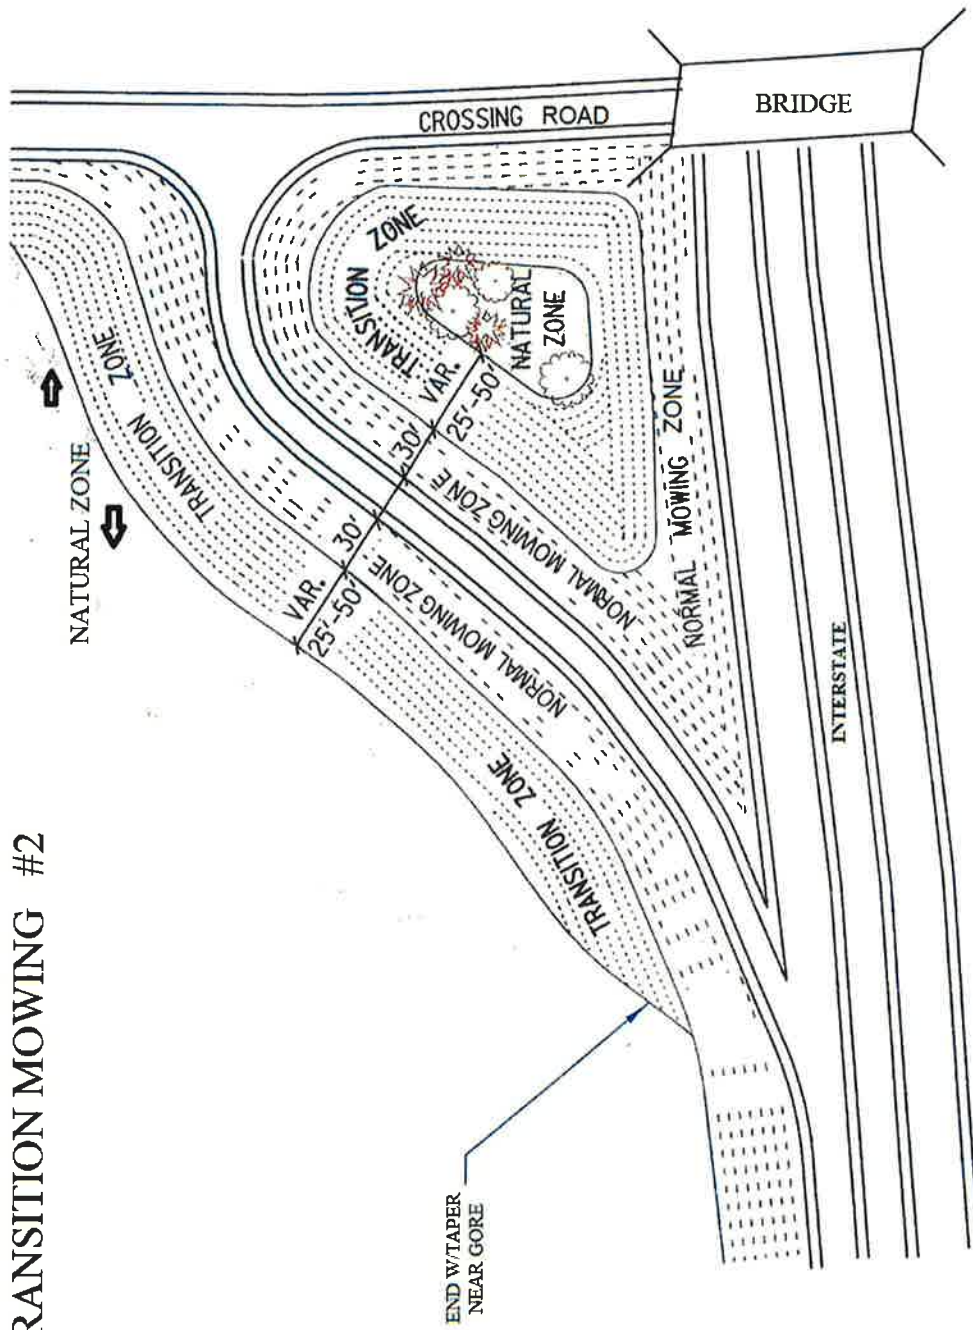 RANSITION MOWING #2
NATURAL ZONE
CROSSING ROAD
BRIDGE
TRANSITION ZONE
TRANSITION ZONE
NATURAL
ZONE
VAR.
25'-50'
30'
30'
VAR.
25'-50'
NORMAL MOWING ZONE
NORMAL MOWING ZONE
NORMAL MOWING ZONE
TRANSITION ZONE
INTERSTATE
END W/TAPER
NEAR GORE